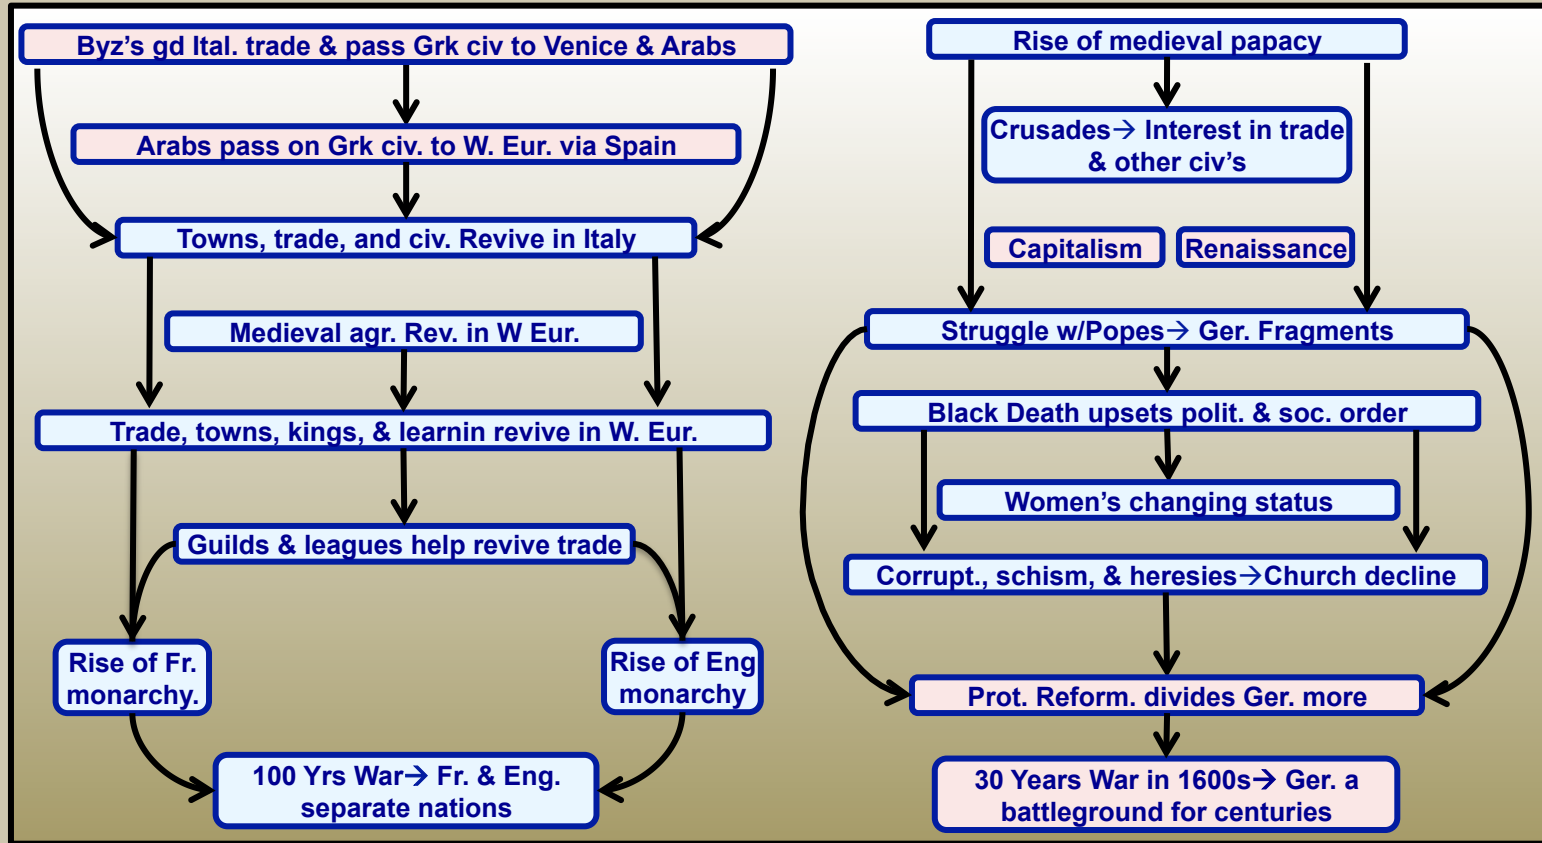 Byz’s gd Ital. trade & pass Grk civ to Venice & Arabs
Arabs pass on Grk civ. to W. Eur. via Spain
Towns, trade, and civ. Revive in Italy
Medieval agr. Rev. in W Eur.
Trade, towns, kings, & learnin revive in W. Eur.
Guilds & leagues help revive trade
Rise of Fr.
monarchy.
Rise of Eng
monarchy
100 Yrs War→ Fr. & Eng.
separate nations
Rise of medieval papacy
Crusades→ Interest in trade
& other civ’s
Capitalism
Renaissance
Struggle w/Popes→ Ger. Fragments
Black Death upsets polit. & soc. order
Women’s changing status
Corrupt., schism, & heresies→Church decline
Prot. Reform. divides Ger. more
30 Years War in 1600s→ Ger. a
battleground for centuries